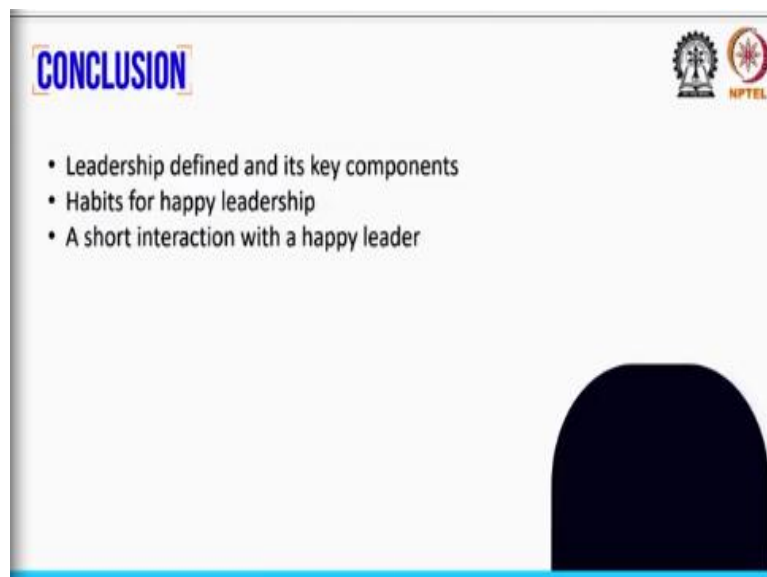 CONCLUSION
NPTEL
• Leadership defined and its key components
• Habits for happy leadership
• A short interaction with a happy leader